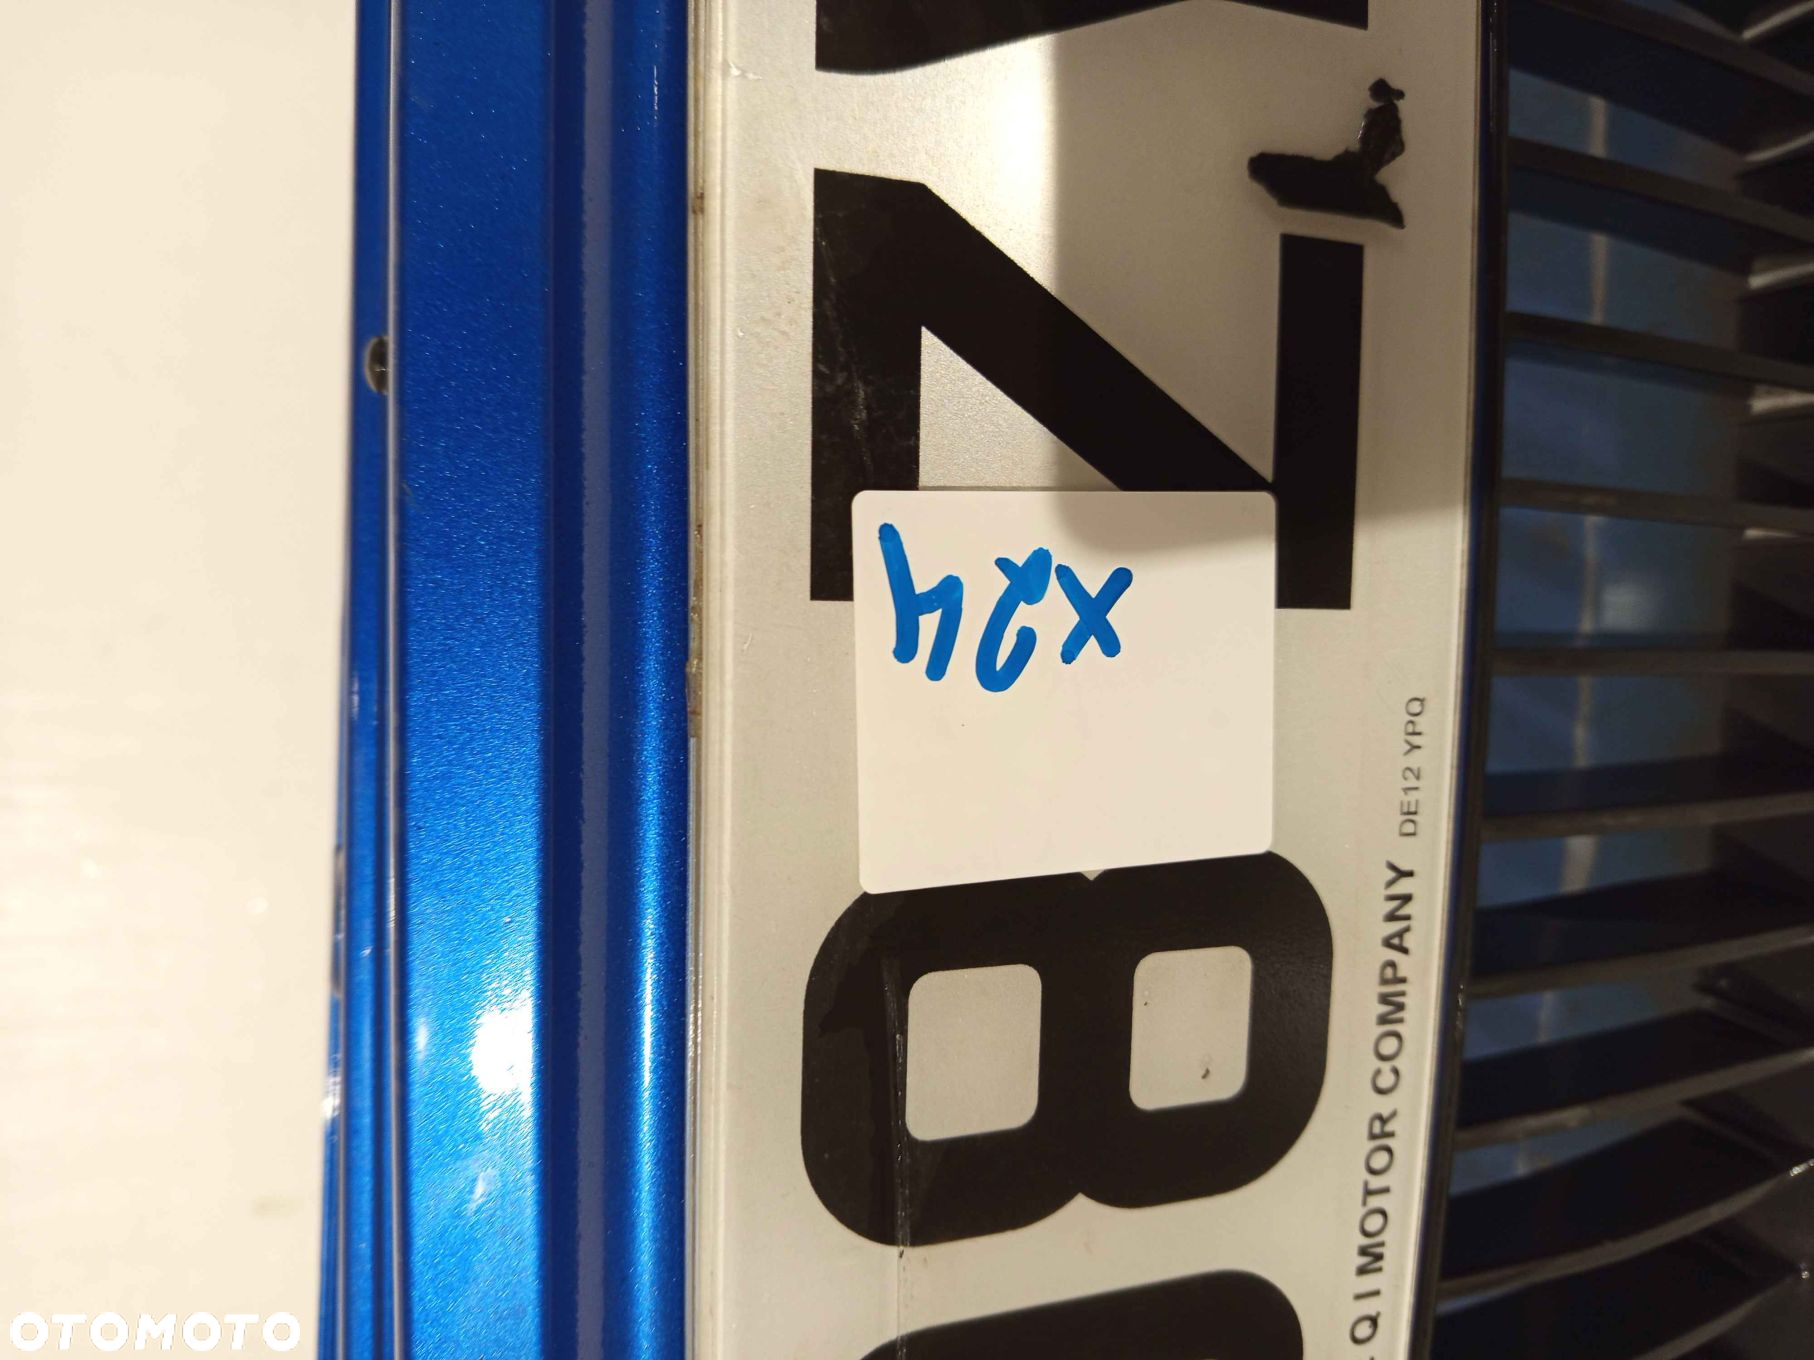 X24
8 Z
Q I MOTOR COMPANY DE12 YPQ
OTOMOTO